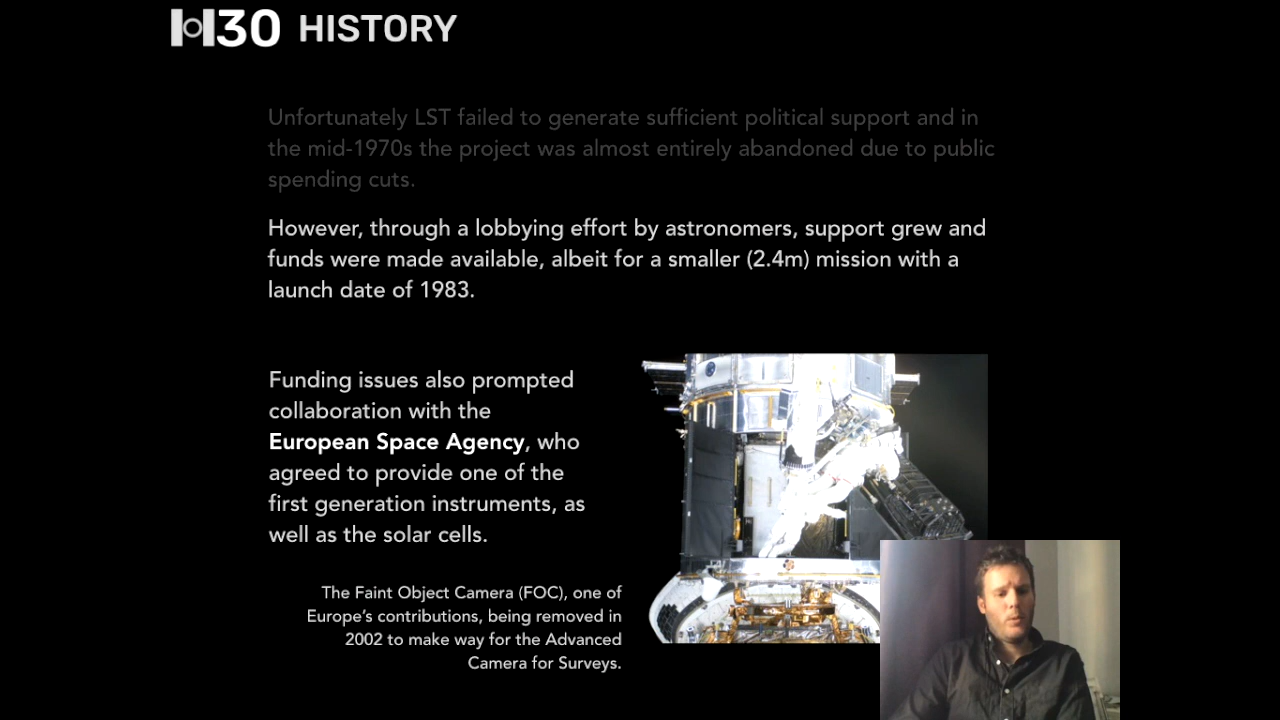 H30 HISTORY
Unfortunately LST failed to generate sufficient political support and in
the mid-1970s the project was almost entirely abandoned due to public
spending cuts.
However, through a lobbying effort by astronomers, support grew and
funds were made available, albeit for a smaller (2.4m) mission with a
launch date of 1983.
Funding issues also prompted
collaboration with the
European Space Agency, who
agreed to provide one of the
first generation instruments, as
well as the solar cells.
The Faint Object Camera (FOC), one of
Europe's contributions, being removed in
2002 to make way for the Advanced
Camera for Surveys.